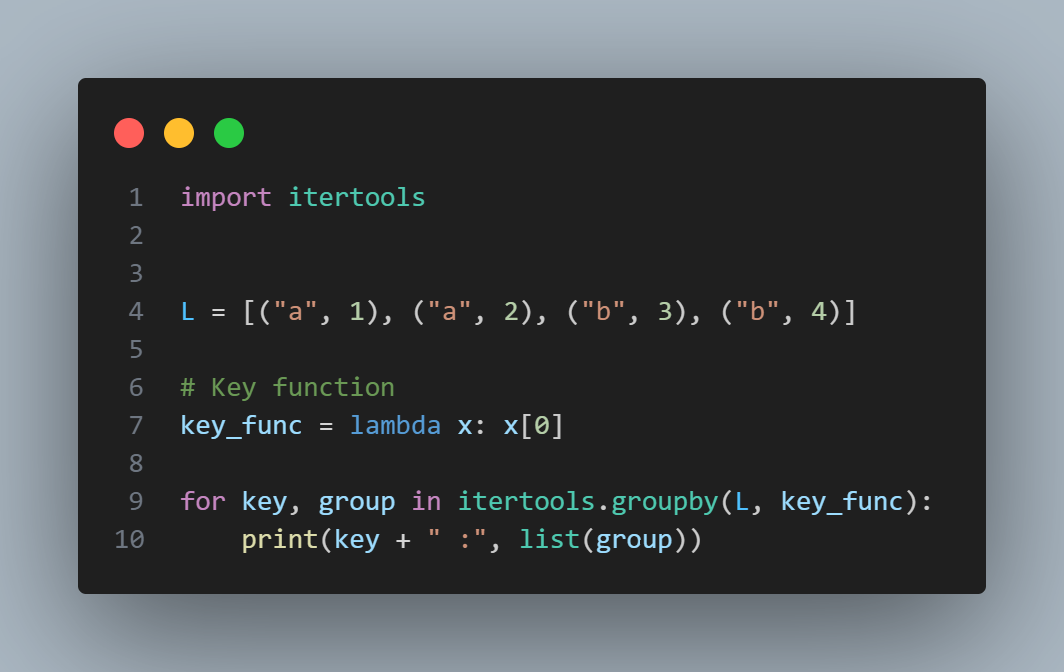 1 import itertools
2
3
4 L = [("a", 1), ("a", 2), ("b", 3), ("b", 4)]
5
6 # Key function
7 key_func = lambda x: x[0]
8
9 for key, group in itertools.groupby(L, key_func):
10     print(key + " :", list(group))